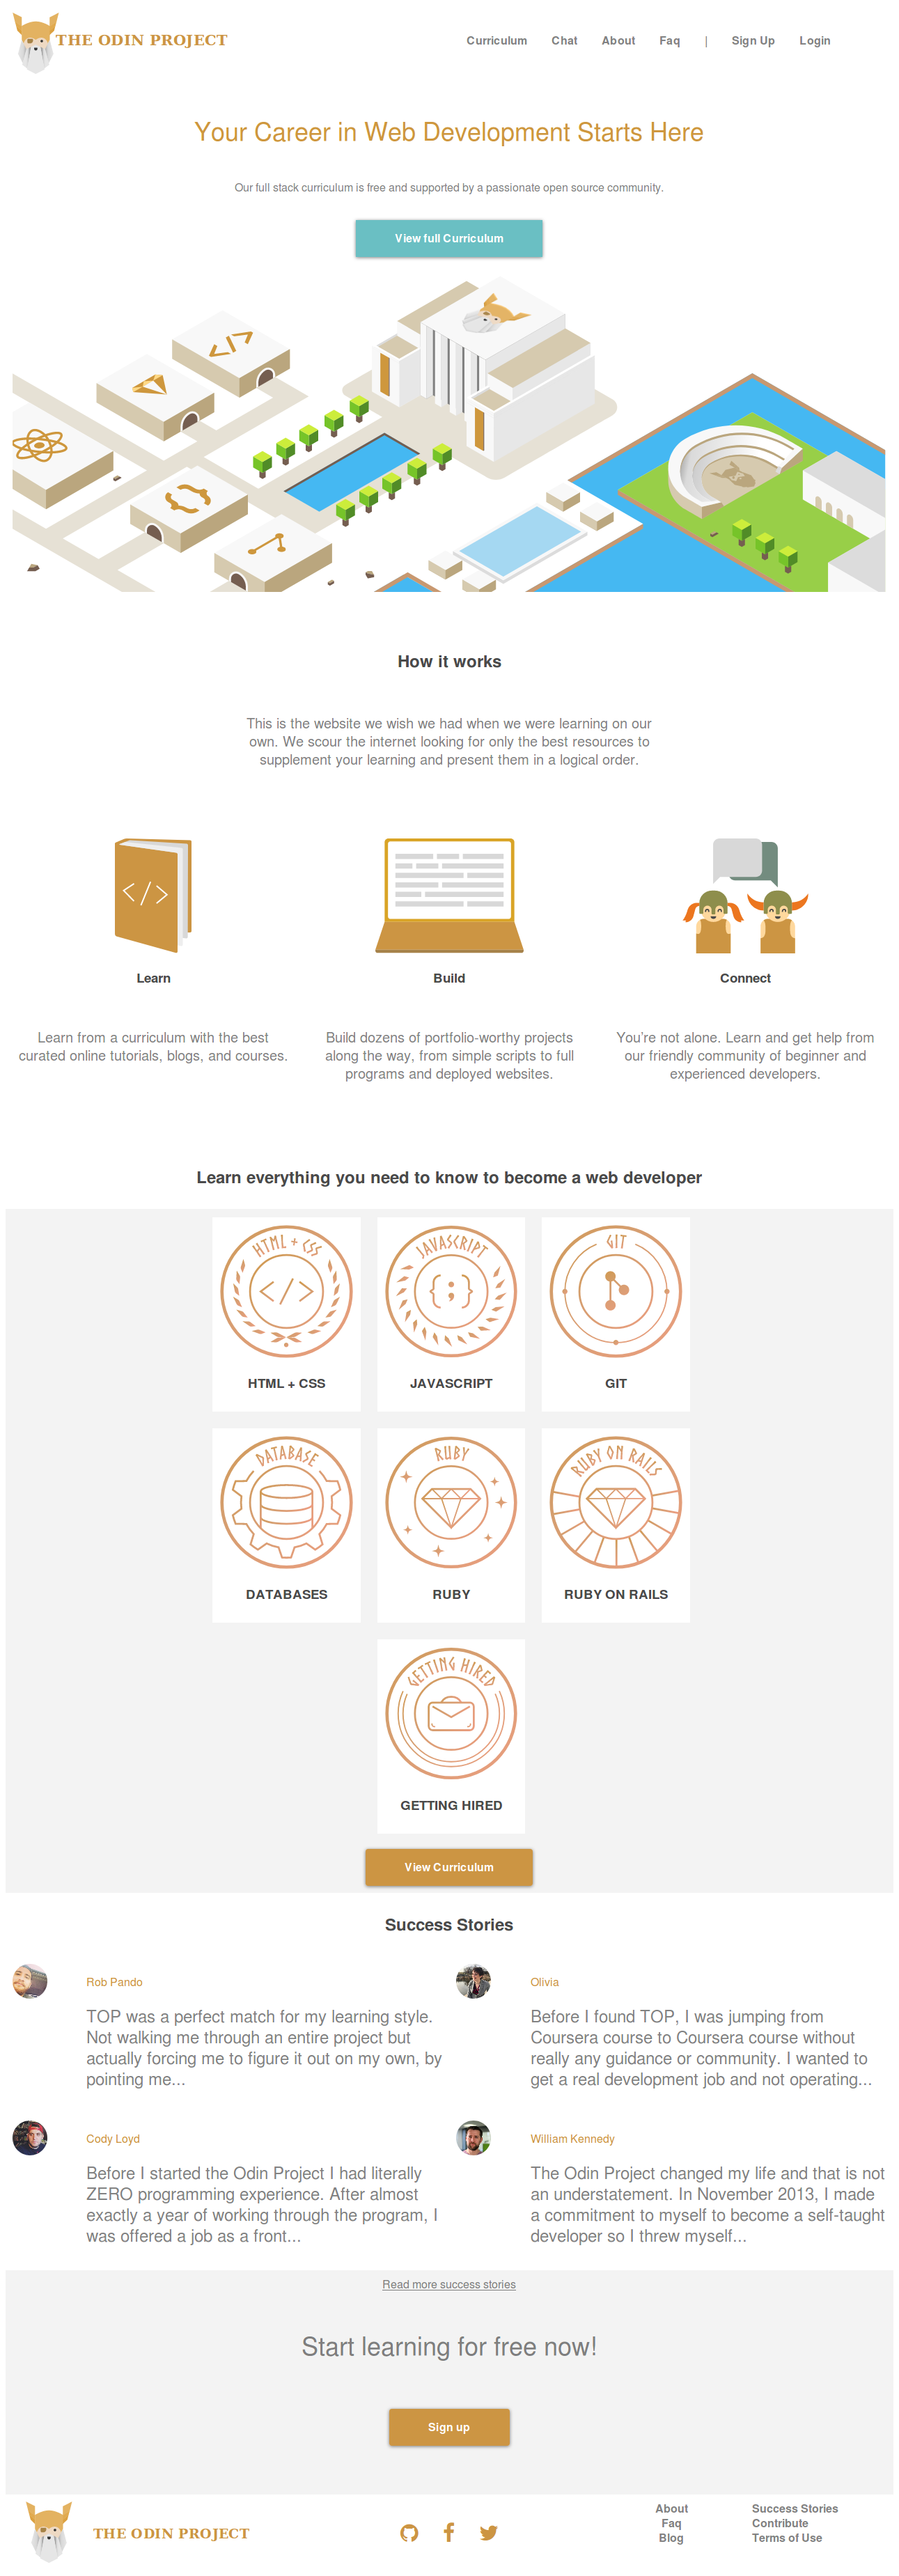 THE ODIN PROJECT
Curriculum Chat About Faq | Sign Up Login
Your Career in Web Development Starts Here
Our full stack curriculum is free and supported by a passionate open source community.
View full Curriculum
</>
How it works
This is the website we wish we had when we were learning on our
own. We scour the internet looking for only the best resources to
supplement your learning and present them in a logical order.
</>
Learn
Build
Connect
Learn from a curriculum with the best
curated online tutorials, blogs, and courses.
Build dozens of portfolio-worthy projects
along the way, from simple scripts to full
programs and deployed websites.
You're not alone. Learn and get help from
our friendly community of beginner and
experienced developers.
Learn everything you need to know to become a web developer
HTML + CSS
</>
HTML + CSS
JAVASCRIPT
{;}
JAVASCRIPT
GIT
GIT
DATABASE
DATABASES
RUBY
RUBY
RUBY ON RAILS
RUBY ON RAILS
GETTING HIRED
GETTING HIRED
View Curriculum
Success Stories
Rob Pando
TOP was a perfect match for my learning style.
Not walking me through an entire project but
actually forcing me to figure it out on my own, by
pointing me...
Olivia
Before I found TOP, I was jumping from
Coursera course to Coursera course without
really any guidance or community. I wanted to
get a real development job and not operating...
Cody Loyd
Before I started the Odin Project I had literally
ZERO programming experience. After almost
exactly a year of working through the program, I
was offered a job as a front...
William Kennedy
The Odin Project changed my life and that is not
an understatement. In November 2013, I made
a commitment to myself to become a self-taught
developer so I threw myself...
Read more success stories
Start learning for free now!
Sign up
THE ODIN PROJECT
About
Faq
Blog
Success Stories
Contribute
Terms of Use